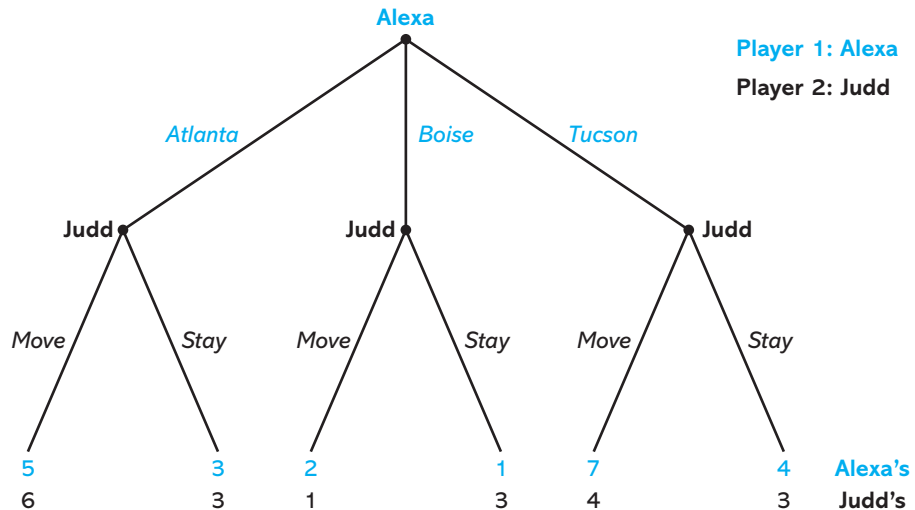 Alexa
Player 1: Alexa
Player 2: Judd
Atlanta Boise Tucson
Judd Judd Judd
Move Stay Move Stay Move Stay
5 3 2 1 7 4 Alexa's
6 3 1 3 4 3 Judd's